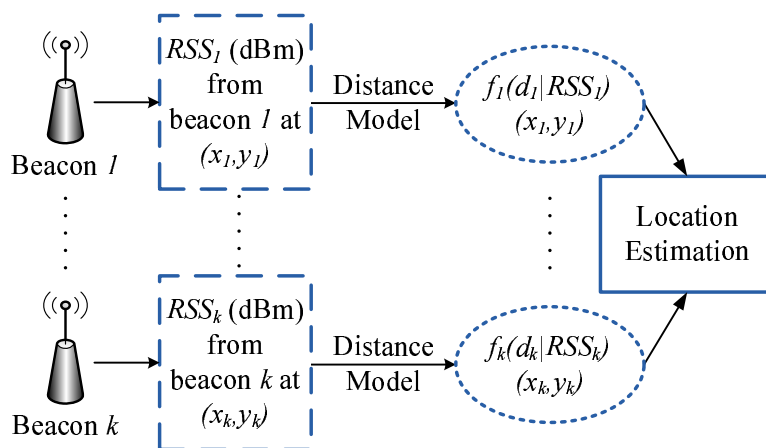 RSS₁ (dBm)
from
beacon 1 at
(x₁,y₁)
Beacon 1
Distance
Model
f₁(d₁|RSS₁)
(x₁,y₁)
Location
Estimation
RSSₖ (dBm)
from
beacon k at
(xₖ,yₖ)
Beacon k
Distance
Model
fₖ(dₖ|RSSₖ)
(xₖ,yₖ)